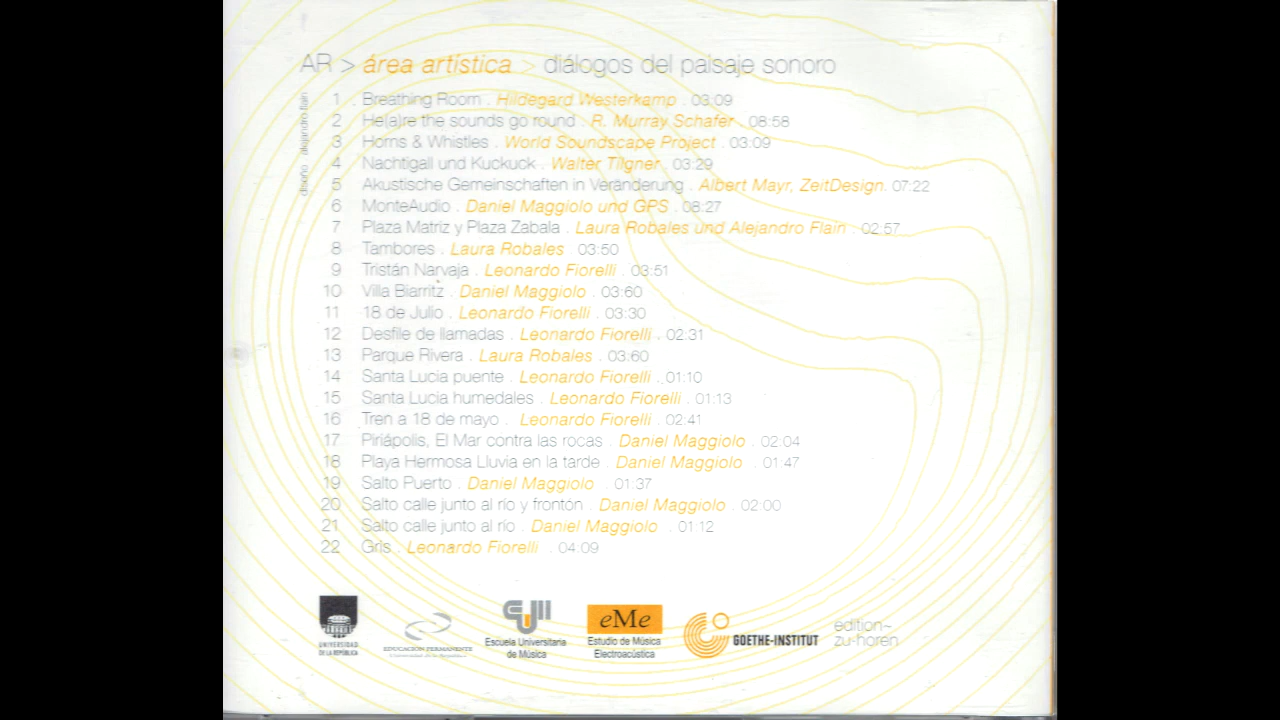 AR > área artística > diálogos del paisaje sonoro
diseño alejandro flain
1 . Breathing Room . Hildegard Westerkamp . 03:09
2 He(a)re the sounds go round . R. Murray Schafer . 08:58
3 Horns & Whistles . World Soundscape Project . 03:09
4 Nachtigall und Kuckuck . Walter Tilgner . 03:29
5 Akustische Gemeinschaften in Veränderung . Albert Mayr, ZeitDesign. 07:22
6 MonteAudio . Daniel Maggiolo und GPS . 08:27
7 Plaza Matriz y Plaza Zabala . Laura Robales und Alejandro Flain . 02:57
8 Tambores . Laura Robales 03:50
9 Tristán Narvaja . Leonardo Fiorelli . 03:51
10 Villa Biarritz . Daniel Maggiolo . 03:60
11 18 de Julio . Leonardo Fiorelli . 03:30
12 Desfile de llamadas . Leonardo Fiorelli . 02:31
13 Parque Rivera . Laura Robales . 03:60
14 Santa Lucia puente . Leonardo Fiorelli . 01:10
15 Santa Lucia humedales . Leonardo Fiorelli . 01:13
16 Tren a 18 de mayo . Leonardo Fiorelli . 02:41
17 Piriápolis, El Mar contra las rocas . Daniel Maggiolo . 02:04
18 Playa Hermosa Lluvia en la tarde . Daniel Maggiolo . 01:47
19 Salto Puerto . Daniel Maggiolo . 01:37
20 Salto calle junto al río y frontón . Daniel Maggiolo . 02:00
21 Salto calle junto al río . Daniel Maggiolo . 01:12
22 Gris . Leonardo Fiorelli . 04:09
UNIVERSIDAD
DE LA REPÚBLICA
EDUCACIÓN PERMANENTE
Universidad de la República
EUM
Escuela Universitaria
de Música
eMe
Estudio de Música
Electroacústica
GOETHE-INSTITUT
edition~
zu-hören